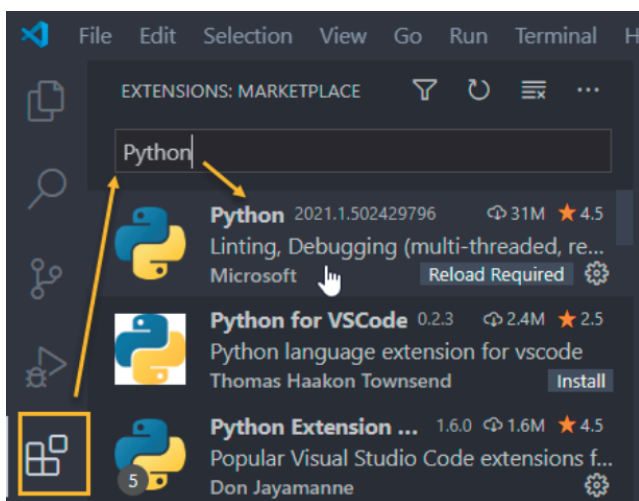 File Edit Selection View Go Run Terminal H
EXTENSIONS: MARKETPLACE
Python
Python 2021.1.502429796 31M 4.5
Linting, Debugging (multi-threaded, re...
Microsoft Reload Required
Python for VSCode 0.2.3 2.4M 2.5
Python language extension for vscode
Thomas Haakon Townsend Install
Python Extension ... 1.6.0 1.6M 4.5
Popular Visual Studio Code extensions f...
5 Don Jayamanne